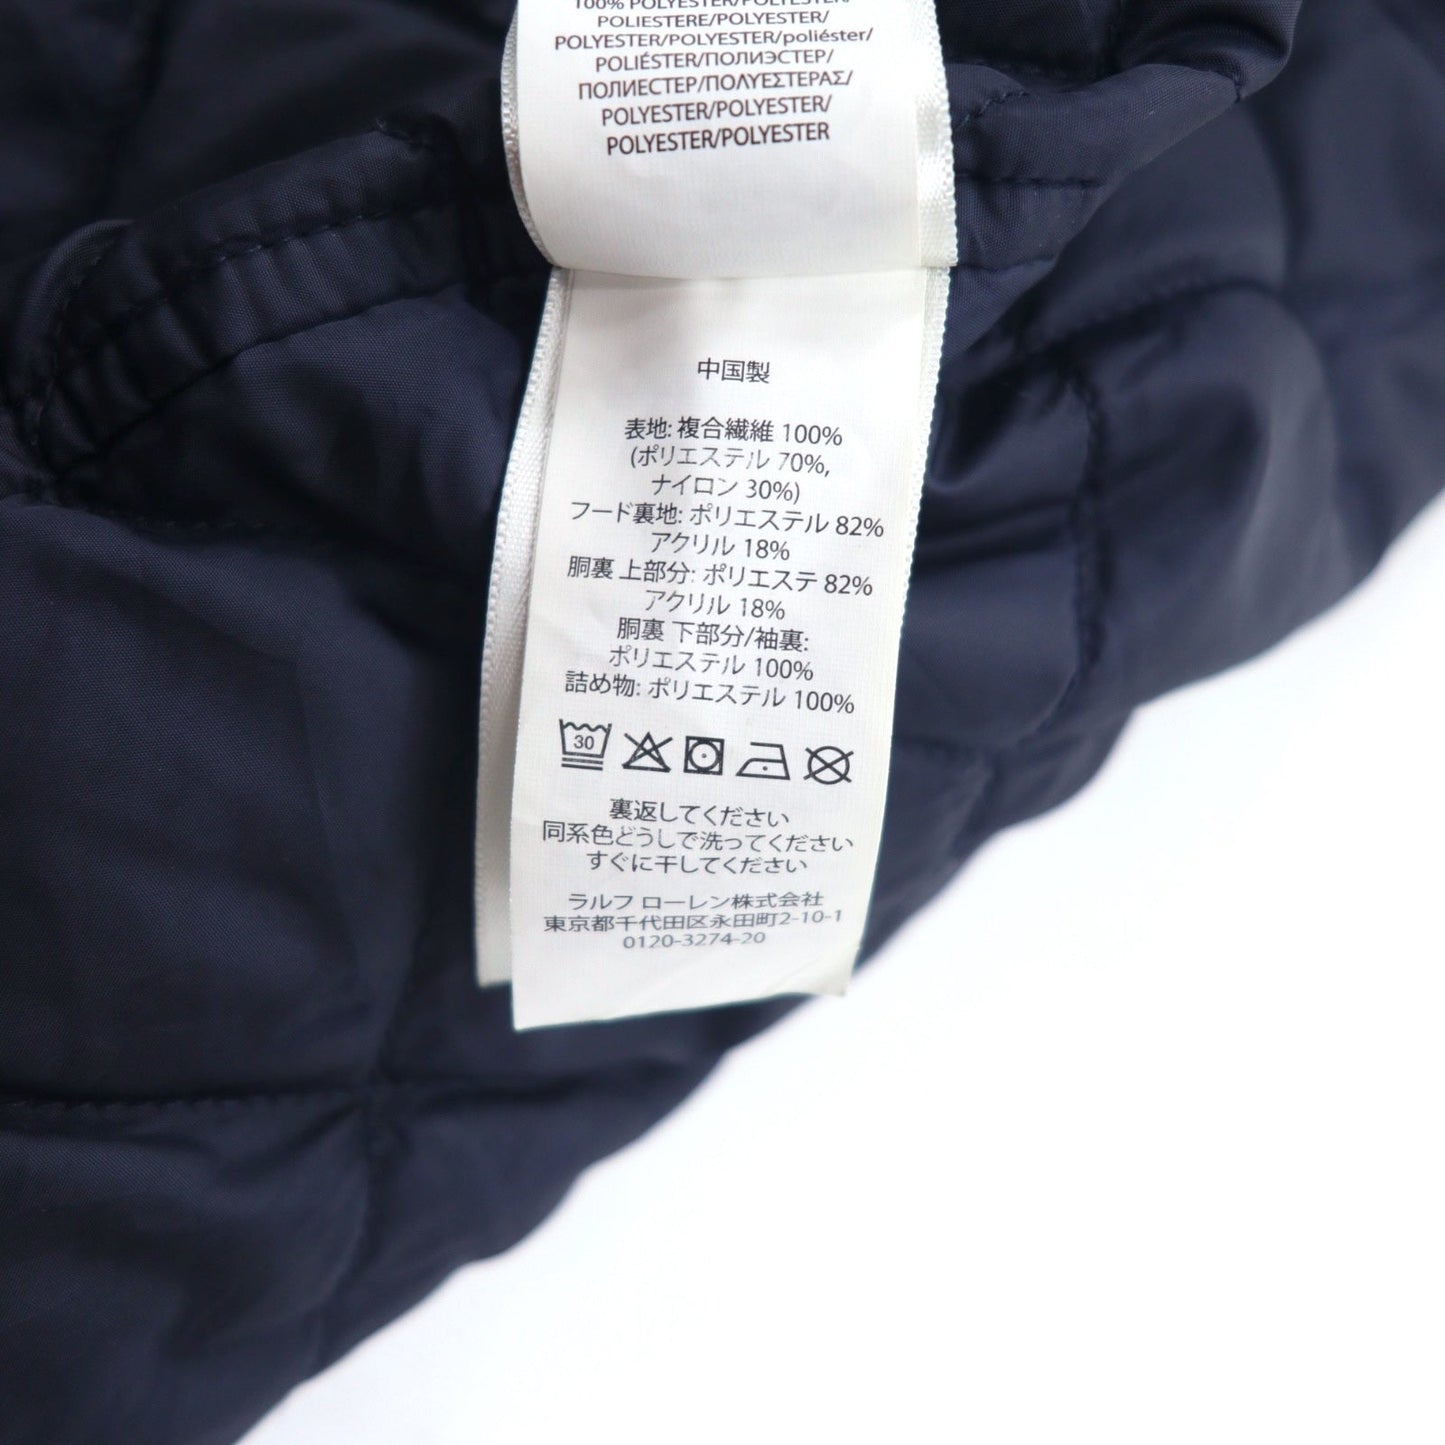 100% POLYESTER/POLYESTER/
POLIESTERE/POLYESTER/
POLYESTER/POLYESTER/poliéster/
POLIÉSTER/ПОЛИЭСТЕР/
ПОЛИЕСТЕР/ΠΟΛΥΕΣΤΕΡΑΣ/
POLYESTER/POLYESTER/
POLYESTER/POLYESTER
中国製
表地: 複合繊維 100%
(ポリエステル 70%,
ナイロン 30%)
フード裏地: ポリエステル 82%
アクリル 18%
胴裏 上部分: ポリエステ 82%
アクリル 18%
胴裏 下部分/袖裏:
ポリエステル 100%
詰め物: ポリエステル 100%
30
裏返してください
同系色どうしで洗ってください
すぐに干してください
ラルフ ローレン株式会社
東京都千代田区永田町2-10-1
0120-3274-20